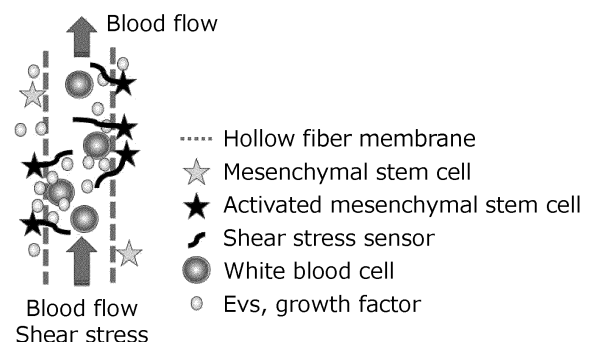 Blood flow
Hollow fiber membrane
Mesenchymal stem cell
Activated mesenchymal stem cell
Shear stress sensor
White blood cell
Evs, growth factor
Blood flow
Shear stress